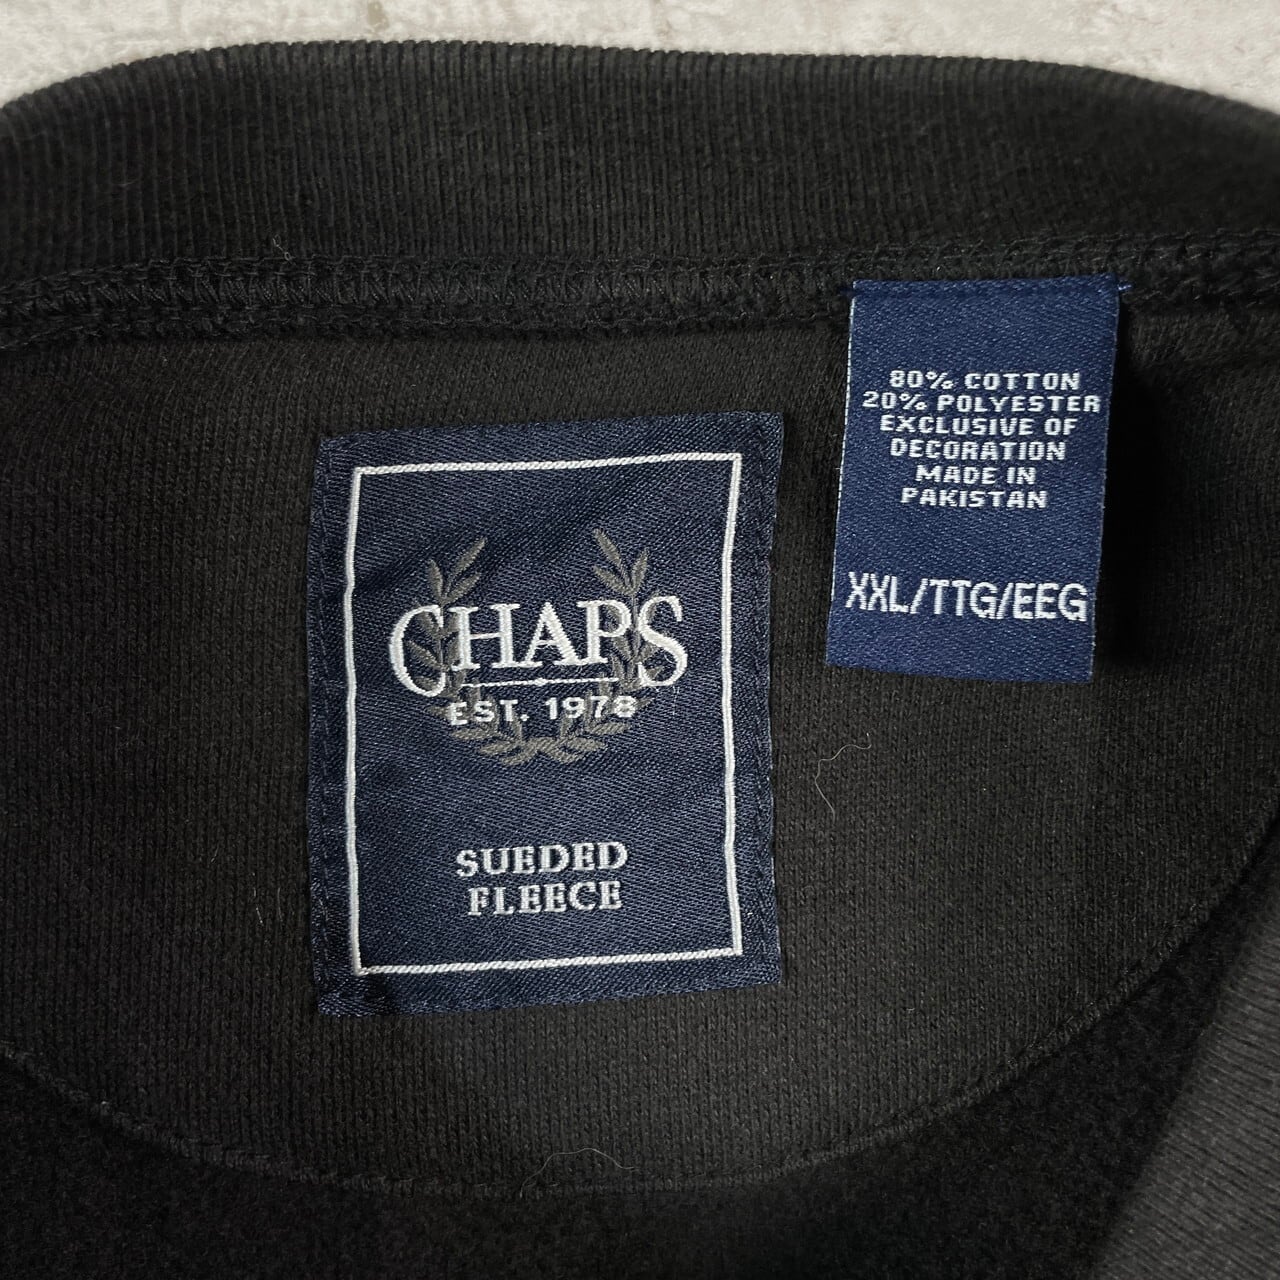 CHAPS
EST. 1978
SUEDED
FLEECE
80% COTTON
20% POLYESTER
EXCLUSIVE OF
DECORATION
MADE IN
PAKISTAN
XXL/TTG/EEG